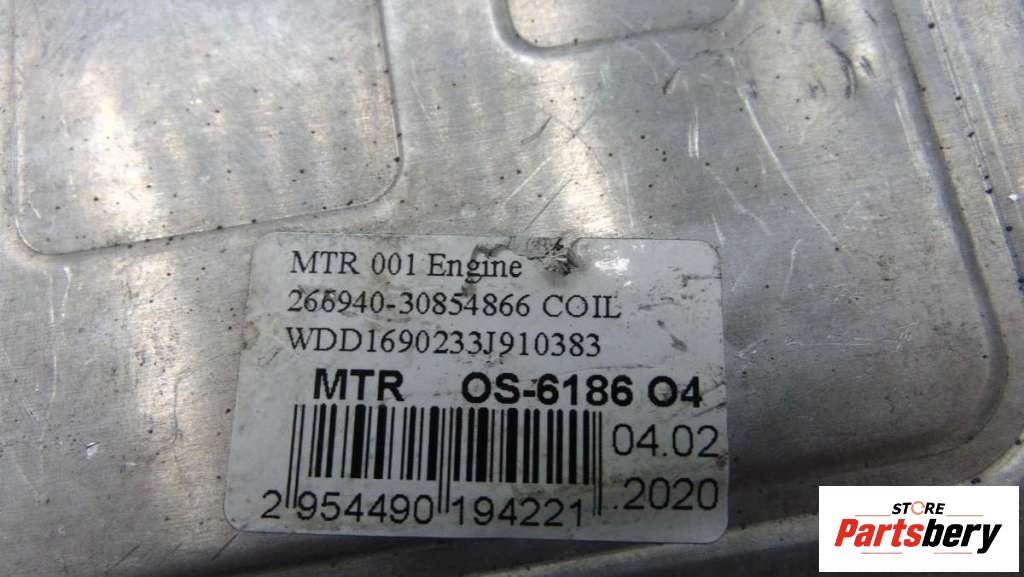 MTR 001 Engine
266940-30854866 COIL
WDD1690233J910383
MTR OS-6186 O4
04.02
.2020
2 954490 194221
STORE
Partsbery